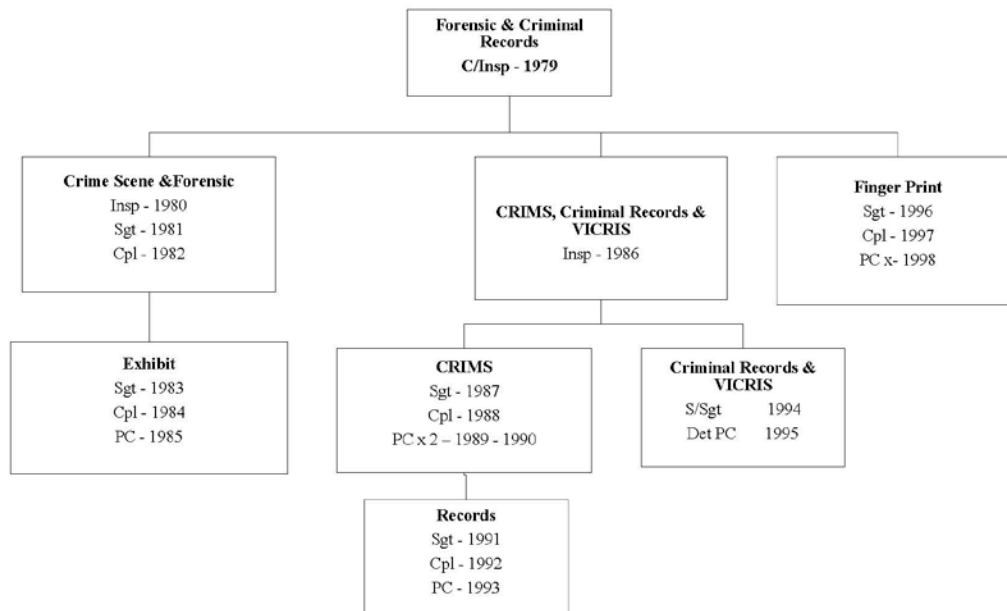 Forensic & Criminal
Records
C/Insp - 1979
Crime Scene &Forensic
Insp - 1980
Sgt - 1981
Cpl - 1982
CRIMS, Criminal Records &
VICRIS
Insp - 1986
Finger Print
Sgt - 1996
Cpl - 1997
PC x- 1998
Exhibit
Sgt - 1983
Cpl - 1984
PC - 1985
CRIMS
Sgt - 1987
Cpl - 1988
PC x 2 – 1989 - 1990
Criminal Records &
VICRIS
S/Sgt 1994
Det PC 1995
Records
Sgt - 1991
Cpl - 1992
PC - 1993